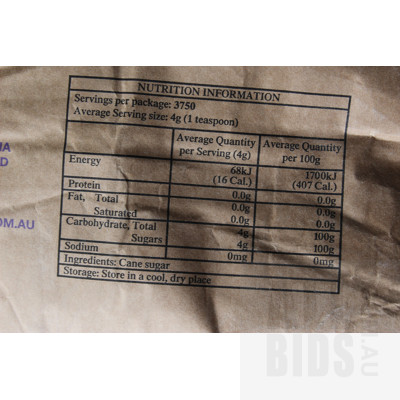 NUTRITION INFORMATION
Servings per package: 3750
Average Serving size: 4g (1 teaspoon)
Average Quantity per Serving (4g) Average Quantity per 100g
Energy 68kJ (16 Cal.) 1700kJ (407 Cal.)
Protein 0.0g 0.0g
Fat, Total 0.0g 0.0g
Saturated 0.0g 0.0g
Carbohydrate, Total 4g 100g
Sugars 4g 100g
Sodium 0mg 0mg
Ingredients: Cane sugar
Storage: Store in a cool, dry place
IA
D
OM.AU
BIDS.AU